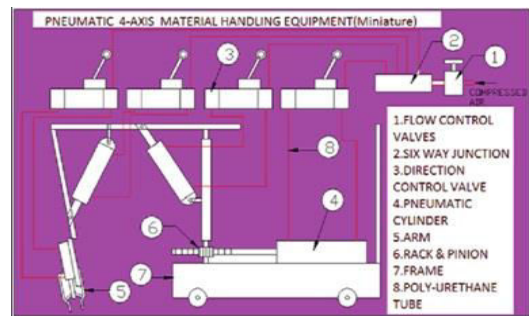 PNEUMATIC 4-AXIS MATERIAL HANDLING EQUIPMENT(Miniature)
3
2
1
COMPRESSED
AIR
8
4
6
7
5
1.FLOW CONTROL
VALVES
2.SIX WAY JUNCTION
3.DIRECTION
CONTROL VALVE
4.PNEUMATIC
CYLINDER
5.ARM
6.RACK & PINION
7.FRAME
8.POLY-URETHANE
TUBE